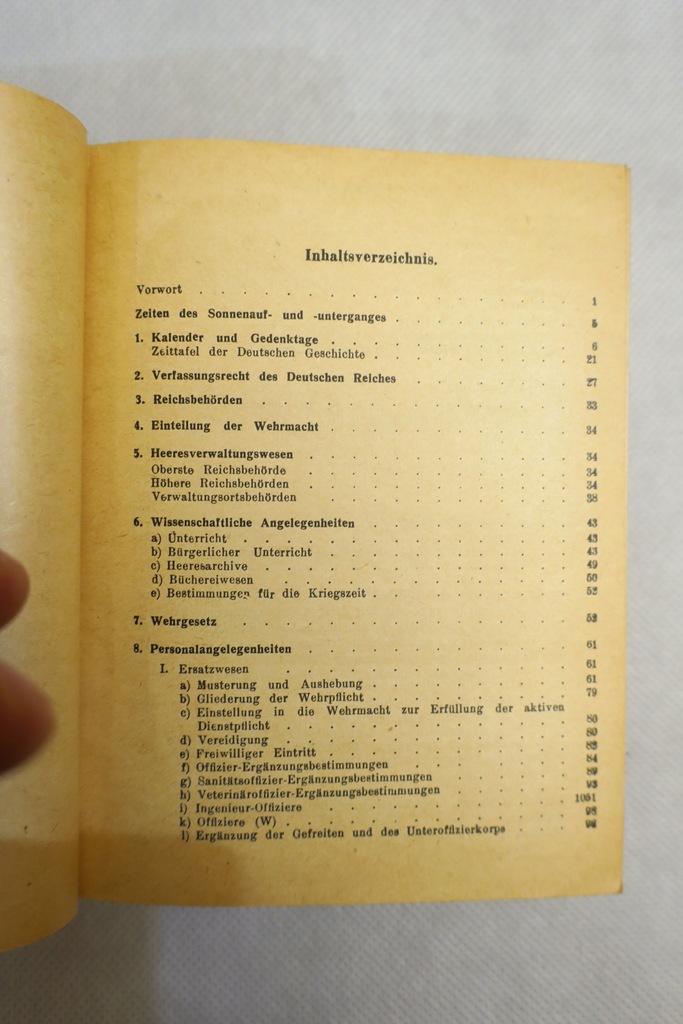 Inhaltsverzeichnis.
Vorwort . . . . . . . . . . . . . . 1
Zeiten des Sonnenauf- und -unterganges . . . . . . . 5
1. Kalender und Gedenktage . . . . . . . . . 6
Zeittafel der Deutschen Geschichte . . . . . . . . 21
2. Verfassungsrecht des Deutschen Reiches . . . . . . 27
3. Reichsbehörden . . . . . . . . . . . 33
4. Einteilung der Wehrmacht . . . . . . . . . 34
5. Heeresverwaltungswesen . . . . . . . . . . 34
Oberste Reichsbehörde . . . . . . . . . . 34
Höhere Reichsbehörden . . . . . . . . . . 34
Verwaltungsortsbehörden . . . . . . . . . 38
6. Wissenschaftliche Angelegenheiten . . . . . . . . 43
a) Unterricht . . . . . . . . . . . . 43
b) Bürgerlicher Unterricht . . . . . . . . . . 43
c) Heeresarchive . . . . . . . . . . . 49
d) Büchereiwesen . . . . . . . . . . . 50
e) Bestimmungen für die Kriegszeit . . . . . . . . 52
7. Wehrgesetz . . . . . . . . . . . .
8. Personalangelegenheiten . . . . . . . . . . 61
I. Ersatzwesen . . . . . . . . . . . 61
a) Musterung und Aushebung . . . . . . . . 61
b) Gliederung der Wehrpflicht . . . . . . . . 79
c) Einstellung in die Wehrmacht zur Erfüllung der aktiven
Dienstpflicht . . . . . . . . . . . 80
d) Vereidigung . . . . . . . . . . . 80
e) Freiwilliger Eintritt . . . . . . . . . .
f) Offizier-Ergänzungsbestimmungen . . . . . . . 84
g) Sanitätsoffizier-Ergänzungsbestimmungen . . . . . 89
h) Veterinäroffizier-Ergänzungsbestimmungen . . . . . 93
i) Ingenieur-Offiziere . . . . . . . . . 1051
k) Offiziere (W) . . . . . . . . . . . 98
l) Ergänzung der Gefreiten und des Unteroffizierkorps . . .